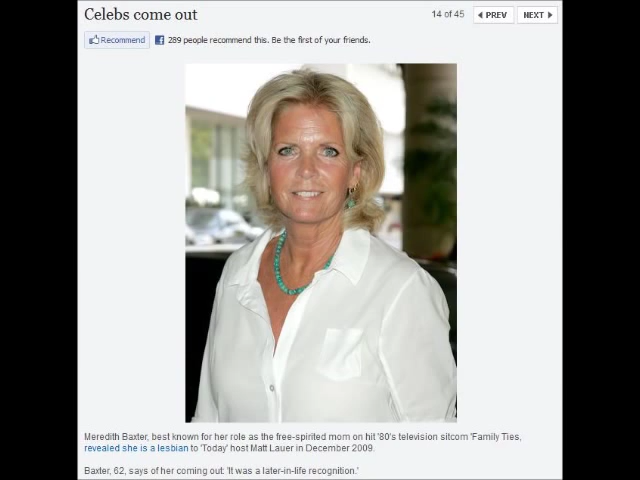 Celebs come out
14 of 45
PREV
NEXT
Recommend
289 people recommend this. Be the first of your friends.
Meredith Baxter, best known for her role as the free-spirited mom on hit '80's television sitcom 'Family Ties,
revealed she is a lesbian to 'Today' host Matt Lauer in December 2009.
Baxter, 62, says of her coming out: 'It was a later-in-life recognition.'